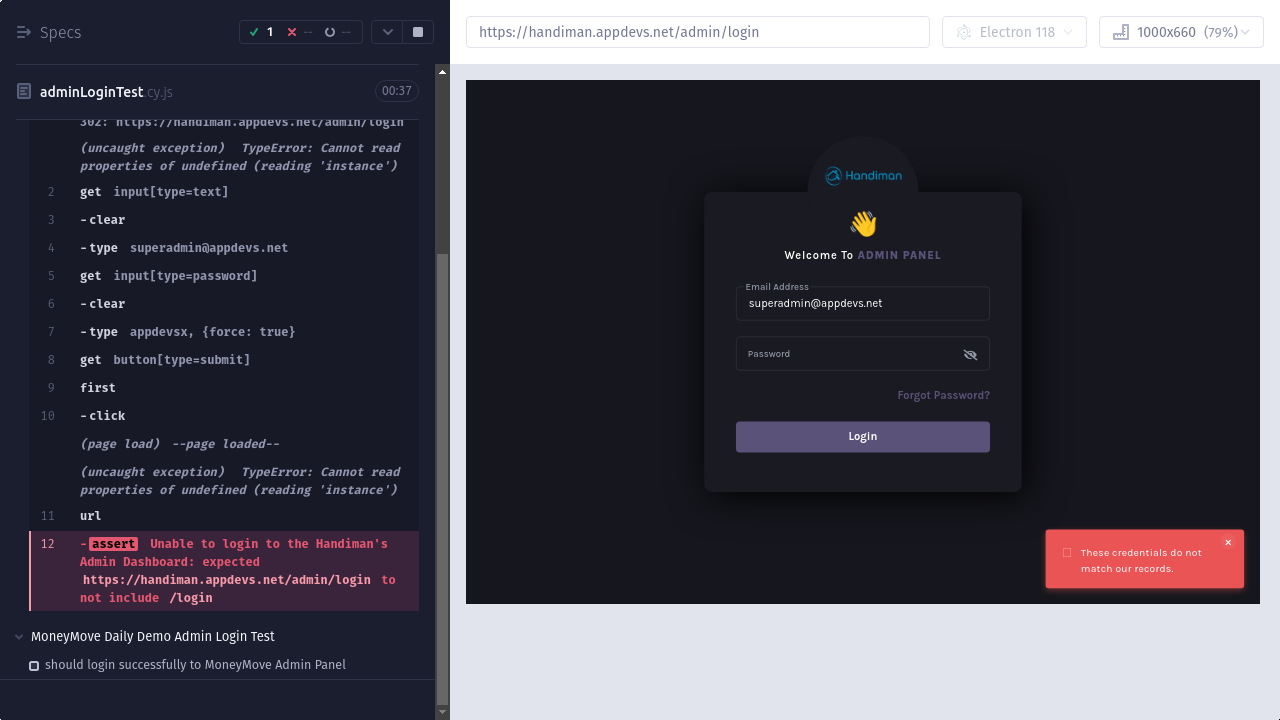 Specs
1
--
--
https://handiman.appdevs.net/admin/login
Electron 118
1000x660 (79%)
adminLoginTest.cy.js
00:37
302: https://handiman.appdevs.net/admin/login
(uncaught exception) TypeError: Cannot read
properties of undefined (reading 'instance')
2 get input[type=text]
3 -clear
4 -type superadmin@appdevs.net
5 get input[type=password]
6 -clear
7 -type appdevsx, {force: true}
8 get button[type=submit]
9 first
10 -click
(page load) --page loaded--
(uncaught exception) TypeError: Cannot read
properties of undefined (reading 'instance')
11 url
12 -assert Unable to login to the Handiman's
Admin Dashboard: expected
https://handiman.appdevs.net/admin/login to
not include /login
MoneyMove Daily Demo Admin Login Test
should login successfully to MoneyMove Admin Panel
Handiman
Welcome To ADMIN PANEL
Email Address
superadmin@appdevs.net
Password
Forgot Password?
Login
These credentials do not
match our records.